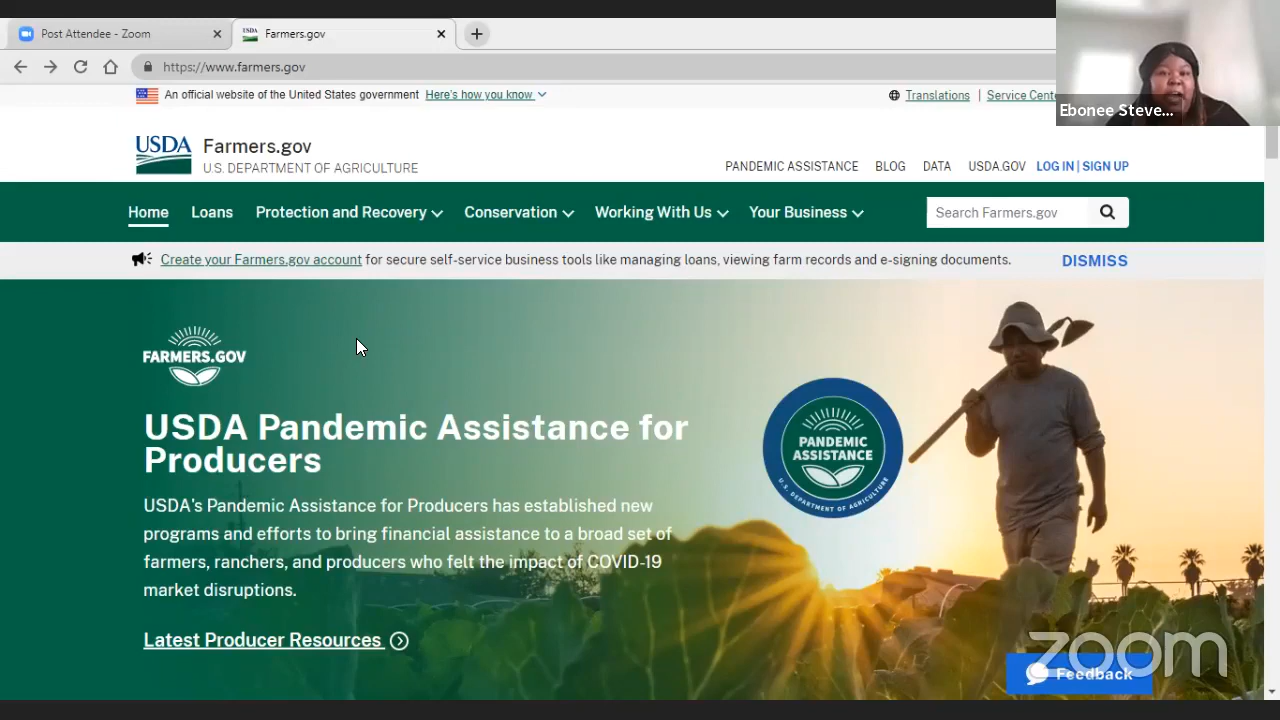 Post Attendee - Zoom
USDA
Farmers.gov
https://www.farmers.gov
An official website of the United States government Here's how you know
Translations | Service Cente
Ebonee Steve...
USDA
Farmers.gov
U.S. DEPARTMENT OF AGRICULTURE
PANDEMIC ASSISTANCE BLOG DATA USDA.GOV LOG IN | SIGN UP
Home Loans Protection and Recovery Conservation Working With Us Your Business
Search Farmers.gov
Create your Farmers.gov account for secure self-service business tools like managing loans, viewing farm records and e-signing documents.
DISMISS
FARMERS.GOV
USDA Pandemic Assistance for
Producers
USDA's Pandemic Assistance for Producers has established new
programs and efforts to bring financial assistance to a broad set of
farmers, ranchers, and producers who felt the impact of COVID-19
market disruptions.
Latest Producer Resources
PANDEMIC
ASSISTANCE
U.S. DEPARTMENT OF AGRICULTURE
zoom
Feedback